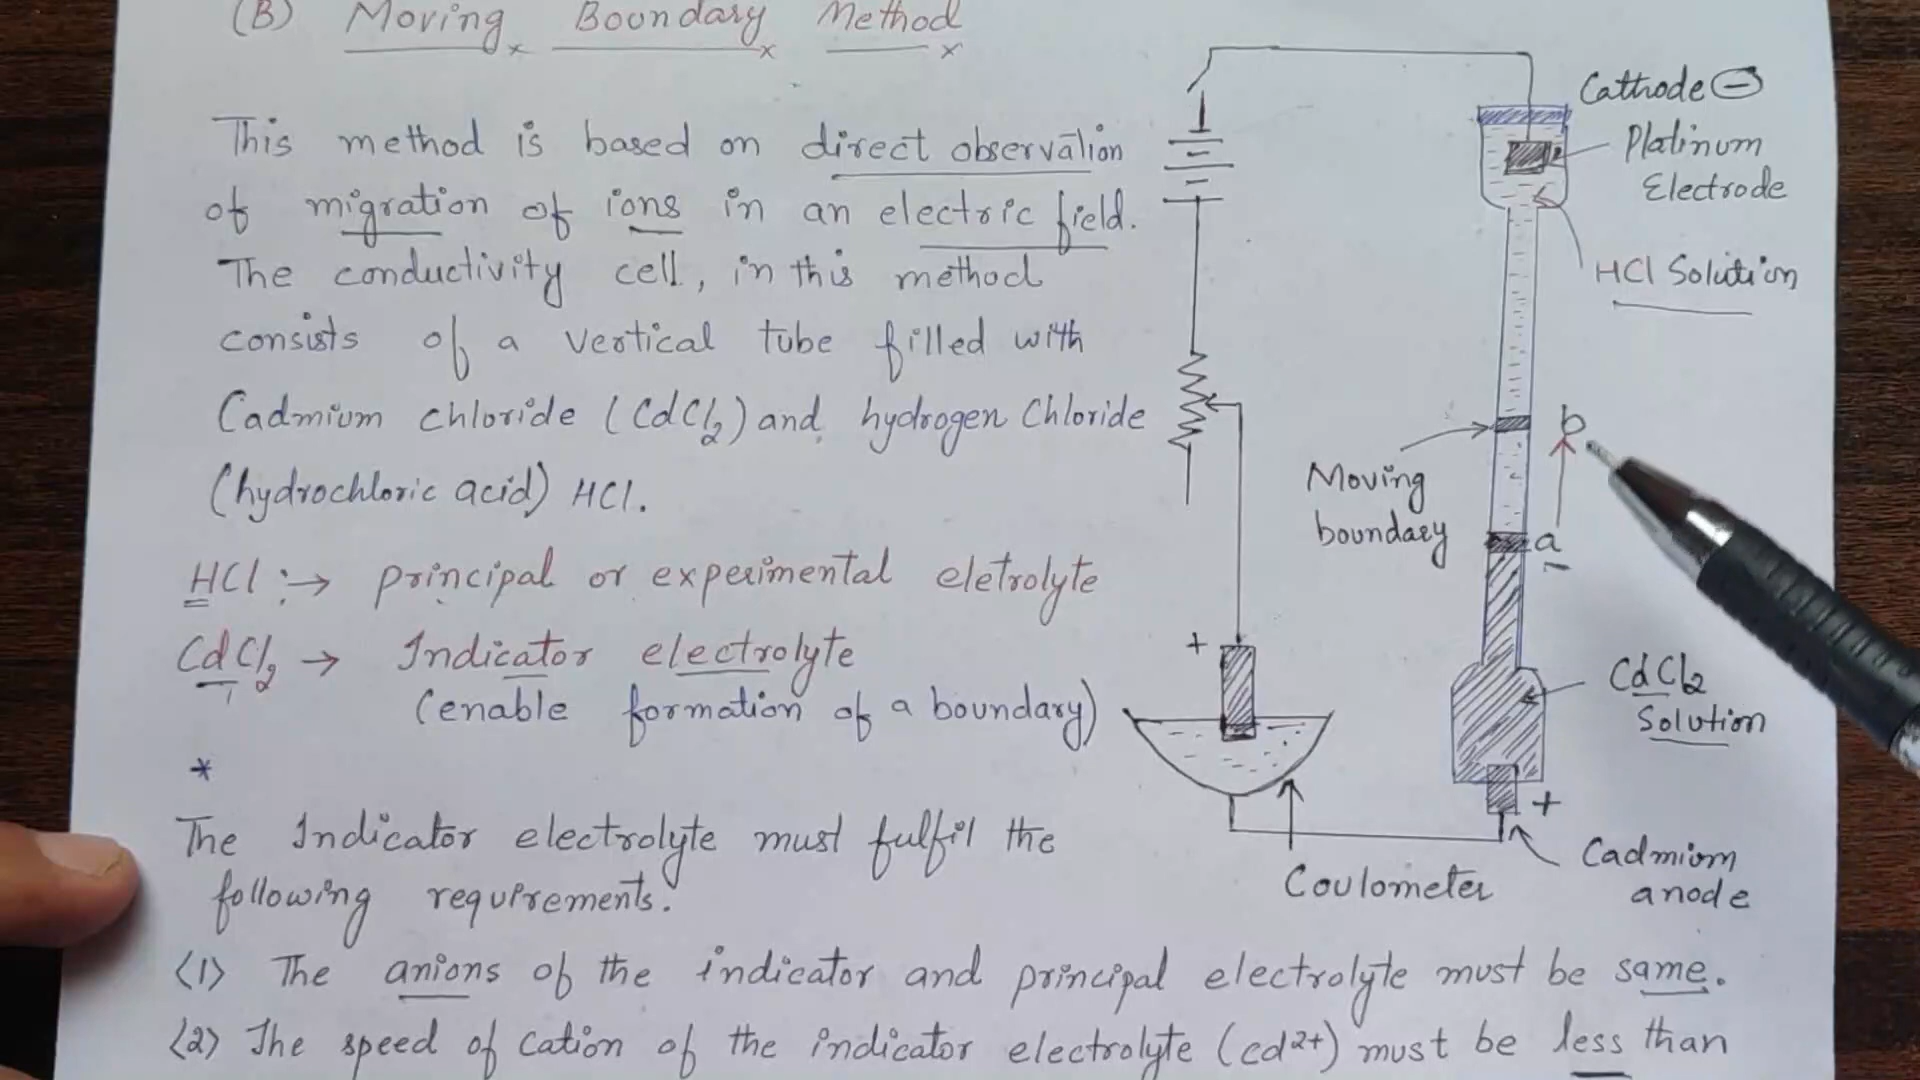 (B) Moving Boundary Method
This method is based on direct observation
of migration of ions in an electric field.
The conductivity cell, in this method
consists of a vertical tube filled with
Cadmium chloride (CdCl2) and hydrogen Chloride
(hydrochloric acid) HCl.
HCl :→ principal or experimental eletrolyte
CdCl2 → Indicator electrolyte
(enable formation of a boundary)
*
The Indicator electrolyte must fulfil the
following requirements.
<1> The anions of the indicator and principal electrolyte must be same.
<2> The speed of cation of the indicator electrolyte (cd2+) must be less than
Cathode ⊖
Platinum
Electrode
HCl Solution
b
Moving
boundary
a
+
CdCl2
Solution
+
Cadmium
anode
Coulometer